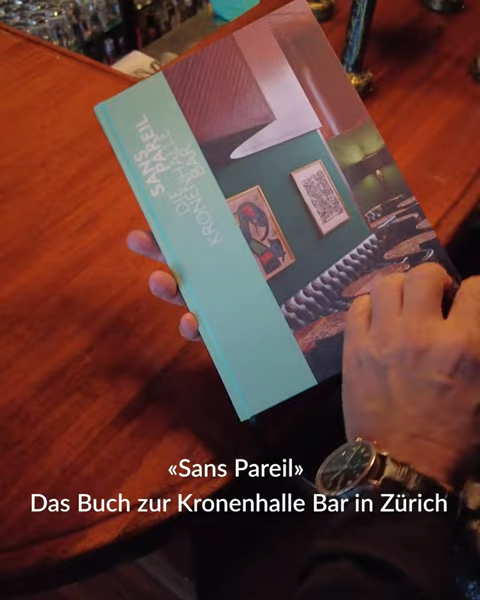 SANS
PAREIL
DIE
KRONENHALLE
BAR
«Sans Pareil»
Das Buch zur Kronenhalle Bar in Zürich